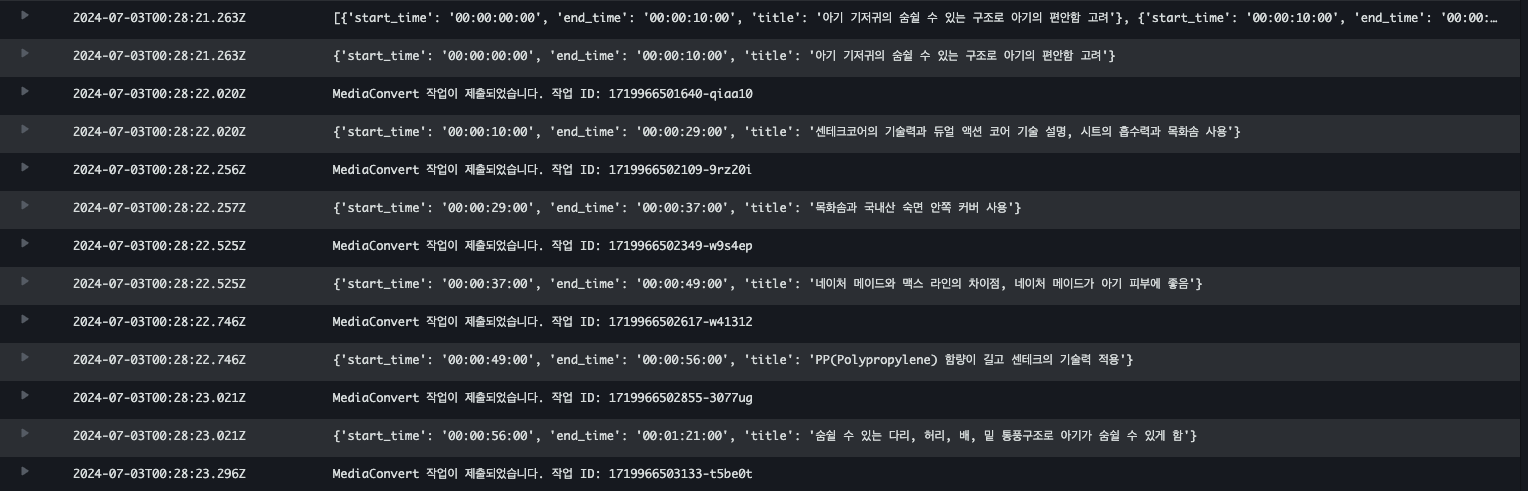 2024-07-03T00:28:21.263Z [{'start_time': '00:00:00:00', 'end_time': '00:00:10:00', 'title': '아기 기저귀의 숨쉴 수 있는 구조로 아기의 편안함 고려'}, {'start_time': '00:00:10:00', 'end_time': '00:00:…
2024-07-03T00:28:21.263Z {'start_time': '00:00:00:00', 'end_time': '00:00:10:00', 'title': '아기 기저귀의 숨쉴 수 있는 구조로 아기의 편안함 고려'}
2024-07-03T00:28:22.020Z MediaConvert 작업이 제출되었습니다. 작업 ID: 1719966501640-qiaa10
2024-07-03T00:28:22.020Z {'start_time': '00:00:10:00', 'end_time': '00:00:29:00', 'title': '센테크코어의 기술력과 듀얼 액션 코어 기술 설명, 시트의 흡수력과 목화솜 사용'}
2024-07-03T00:28:22.256Z MediaConvert 작업이 제출되었습니다. 작업 ID: 1719966502109-9rz20i
2024-07-03T00:28:22.257Z {'start_time': '00:00:29:00', 'end_time': '00:00:37:00', 'title': '목화솜과 국내산 숙면 안쪽 커버 사용'}
2024-07-03T00:28:22.525Z MediaConvert 작업이 제출되었습니다. 작업 ID: 1719966502349-w9s4ep
2024-07-03T00:28:22.525Z {'start_time': '00:00:37:00', 'end_time': '00:00:49:00', 'title': '네이처 메이드와 맥스 라인의 차이점, 네이처 메이드가 아기 피부에 좋음'}
2024-07-03T00:28:22.746Z MediaConvert 작업이 제출되었습니다. 작업 ID: 1719966502617-w41312
2024-07-03T00:28:22.746Z {'start_time': '00:00:49:00', 'end_time': '00:00:56:00', 'title': 'PP(Polypropylene) 함량이 길고 센테크의 기술력 적용'}
2024-07-03T00:28:23.021Z MediaConvert 작업이 제출되었습니다. 작업 ID: 1719966502855-3077ug
2024-07-03T00:28:23.021Z {'start_time': '00:00:56:00', 'end_time': '00:01:21:00', 'title': '숨쉴 수 있는 다리, 허리, 배, 밑 통풍구조로 아기가 숨쉴 수 있게 함'}
2024-07-03T00:28:23.296Z MediaConvert 작업이 제출되었습니다. 작업 ID: 1719966503133-t5be0t